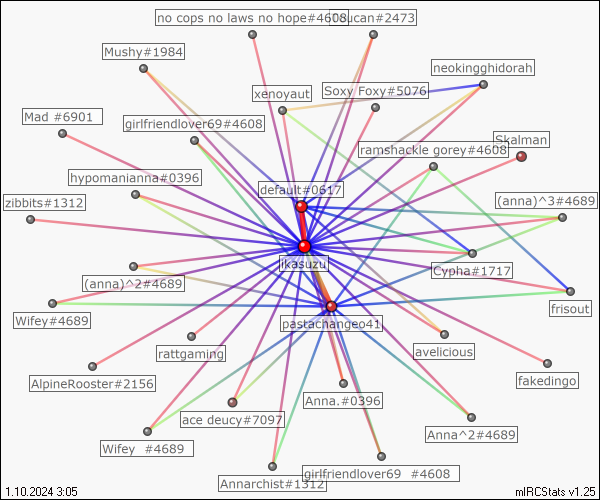 no cops no laws no hope#4608
Toucan#2473
Mushy#1984
neokingghidorah
xenoyaut
Soxy Foxy#5076
Mad #6901
girlfriendlover69#4608
Skalman
ramshackle gorey#4608
hypomanianna#0396
default#0617
zibbits#1312
(anna)^3#4689
jkasuzu
Cypha#1717
(anna)^2#4689
Wifey#4689
pastachangeo41
frisout
rattgaming
avelicious
AlpineRooster#2156
fakedingo
Anna.#0396
ace deucy#7097
Anna^2#4689
Wifey #4689
girlfriendlover69 #4608
Annarchist#1312
1.10.2024 3:05
mIRCStats v1.25